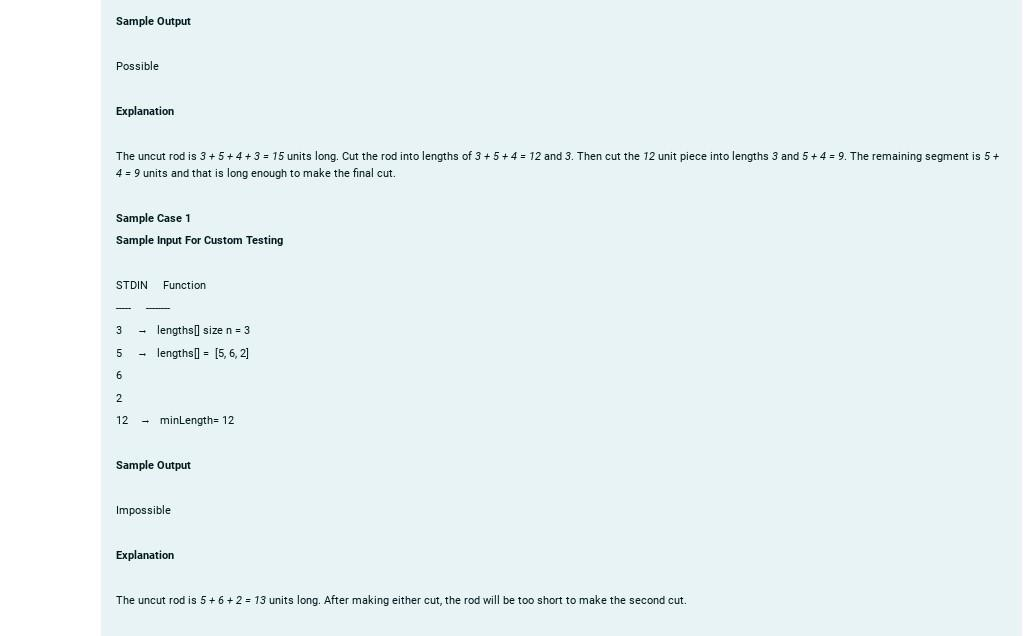 Sample Output
Possible
Explanation
The uncut rod is 3 + 5 + 4 + 3 = 15 units long. Cut the rod into lengths of 3 + 5 + 4 = 12 and 3. Then cut the 12 unit piece into lengths 3 and 5 + 4 = 9. The remaining segment is 5 +
4 = 9 units and that is long enough to make the final cut.
Sample Case 1
Sample Input For Custom Testing
STDIN Function
----- --------
3 → lengths[] size n = 3
5 → lengths[] = [5, 6, 2]
6
2
12 → minLength= 12
Sample Output
Impossible
Explanation
The uncut rod is 5 + 6 + 2 = 13 units long. After making either cut, the rod will be too short to make the second cut.